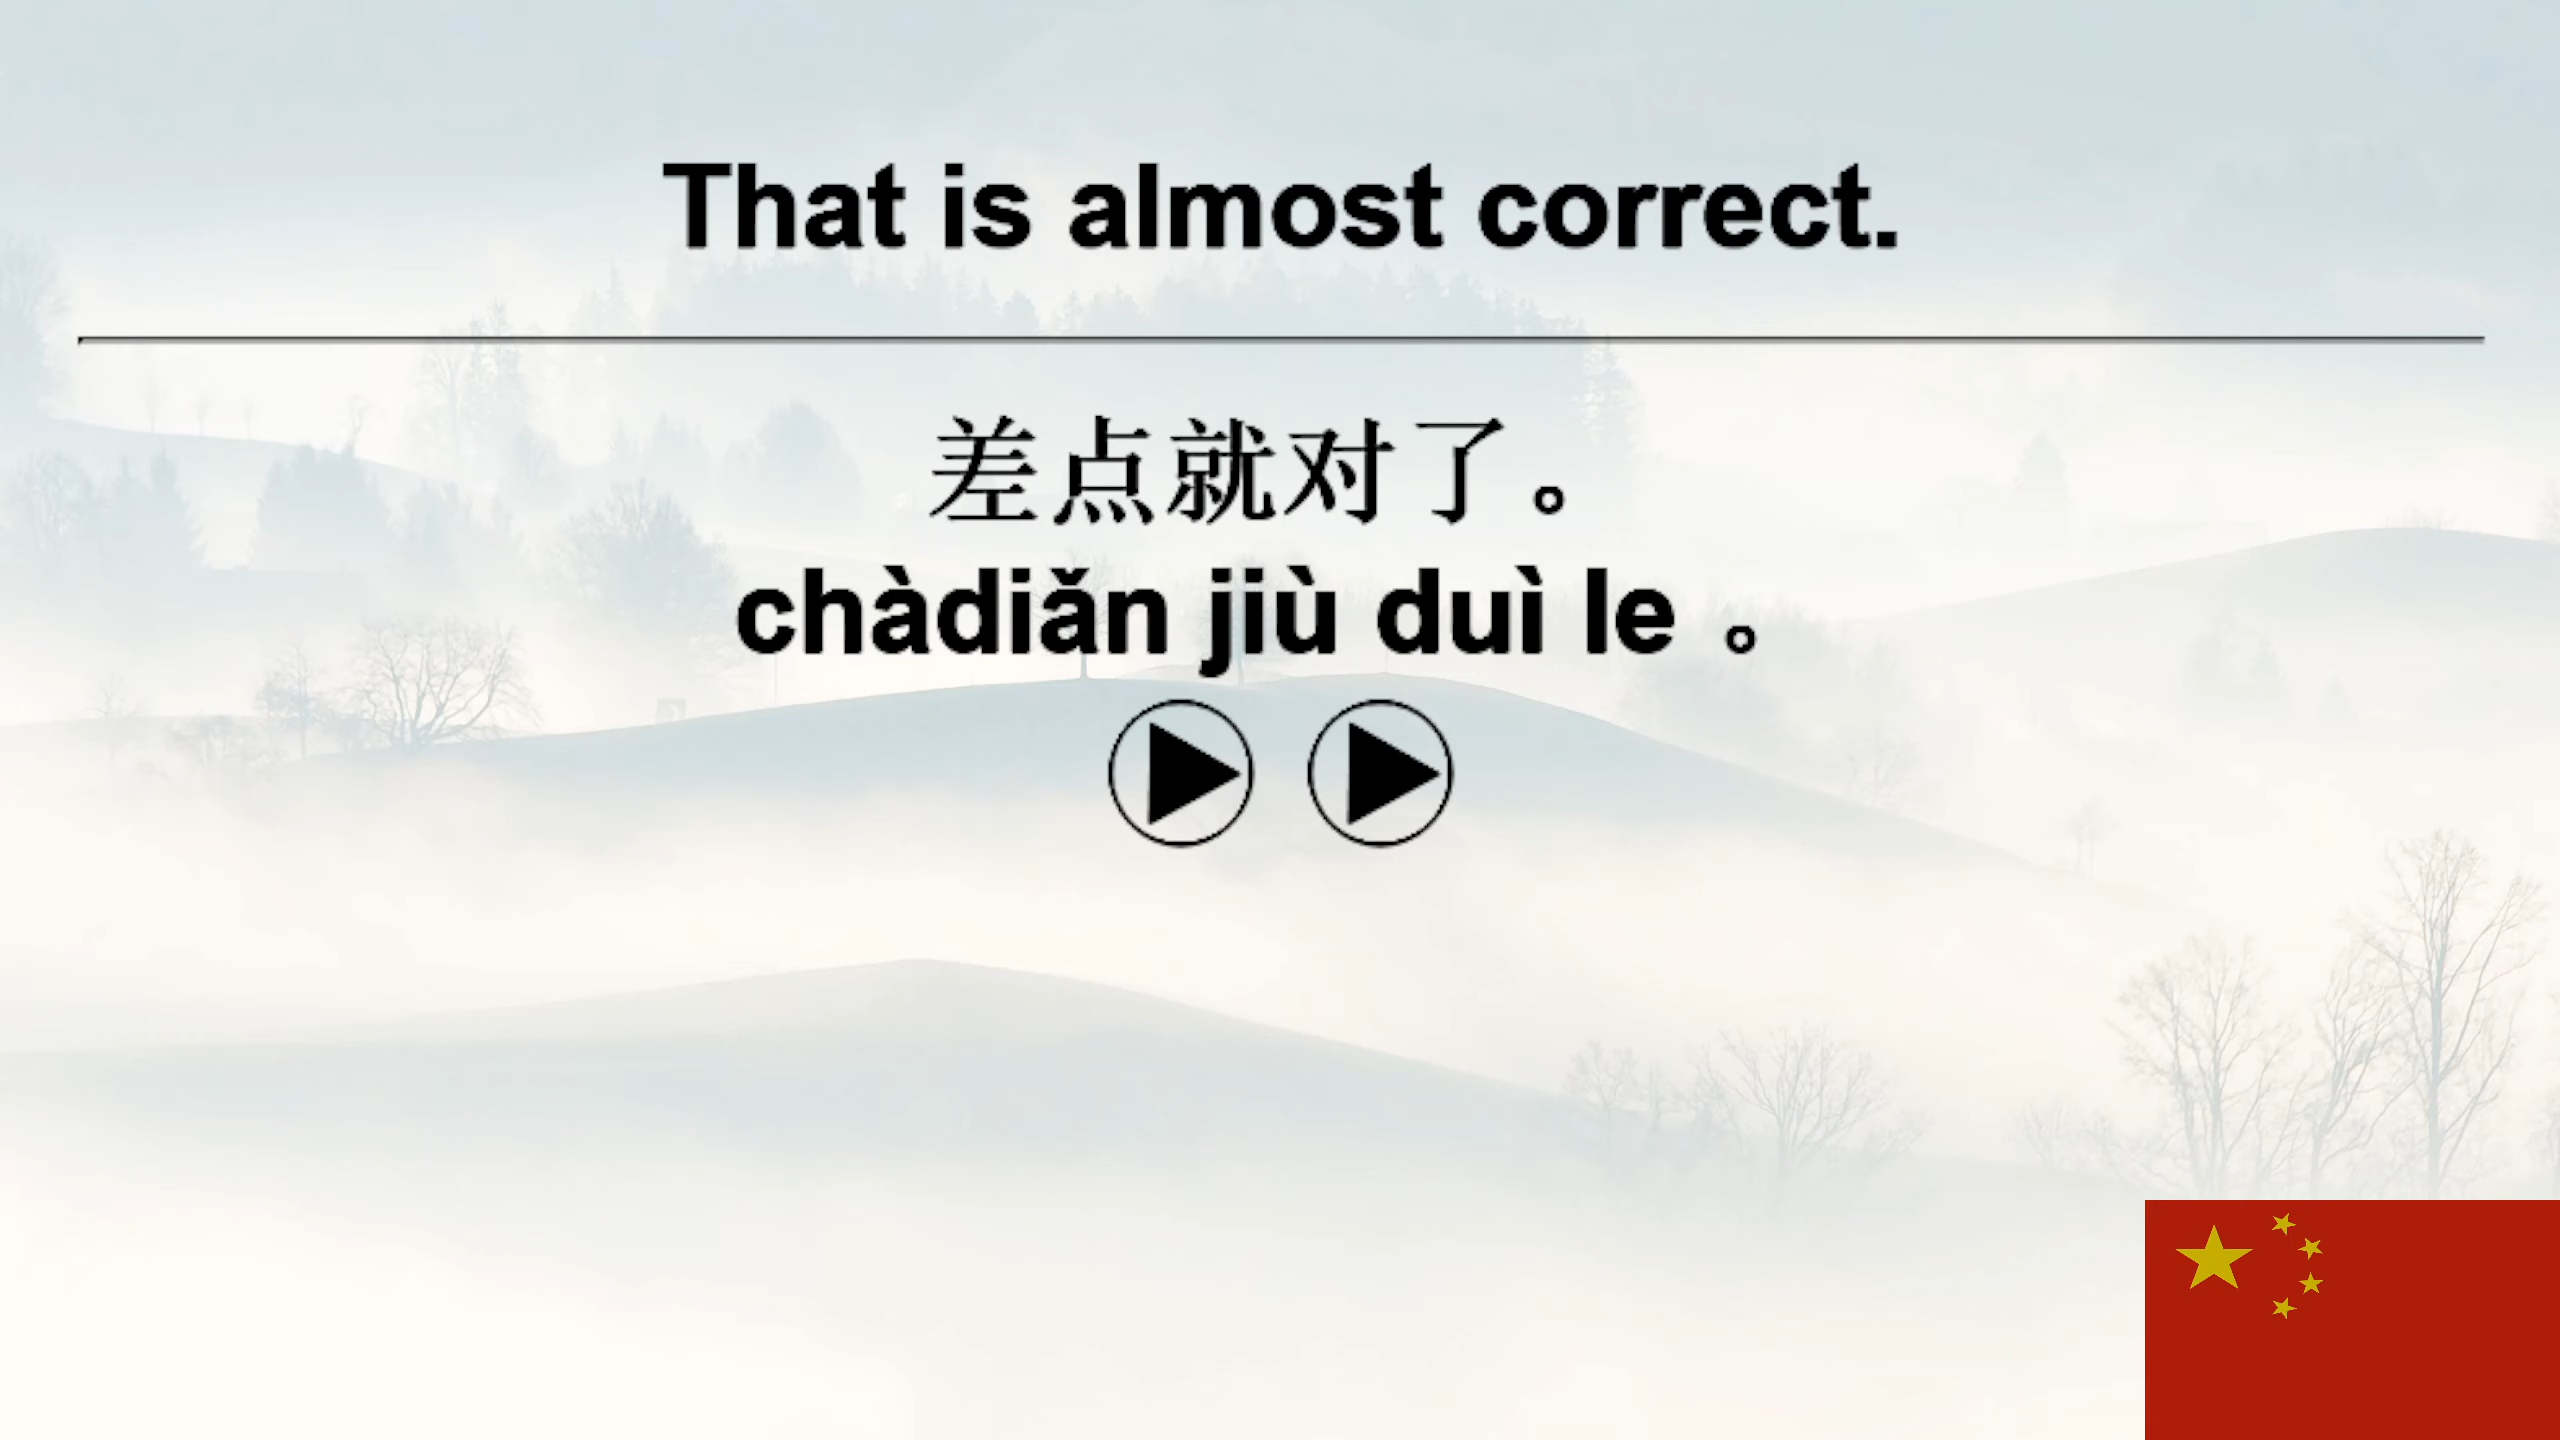 That is almost correct.
差点就对了。
chàdiǎn jiù duì le 。